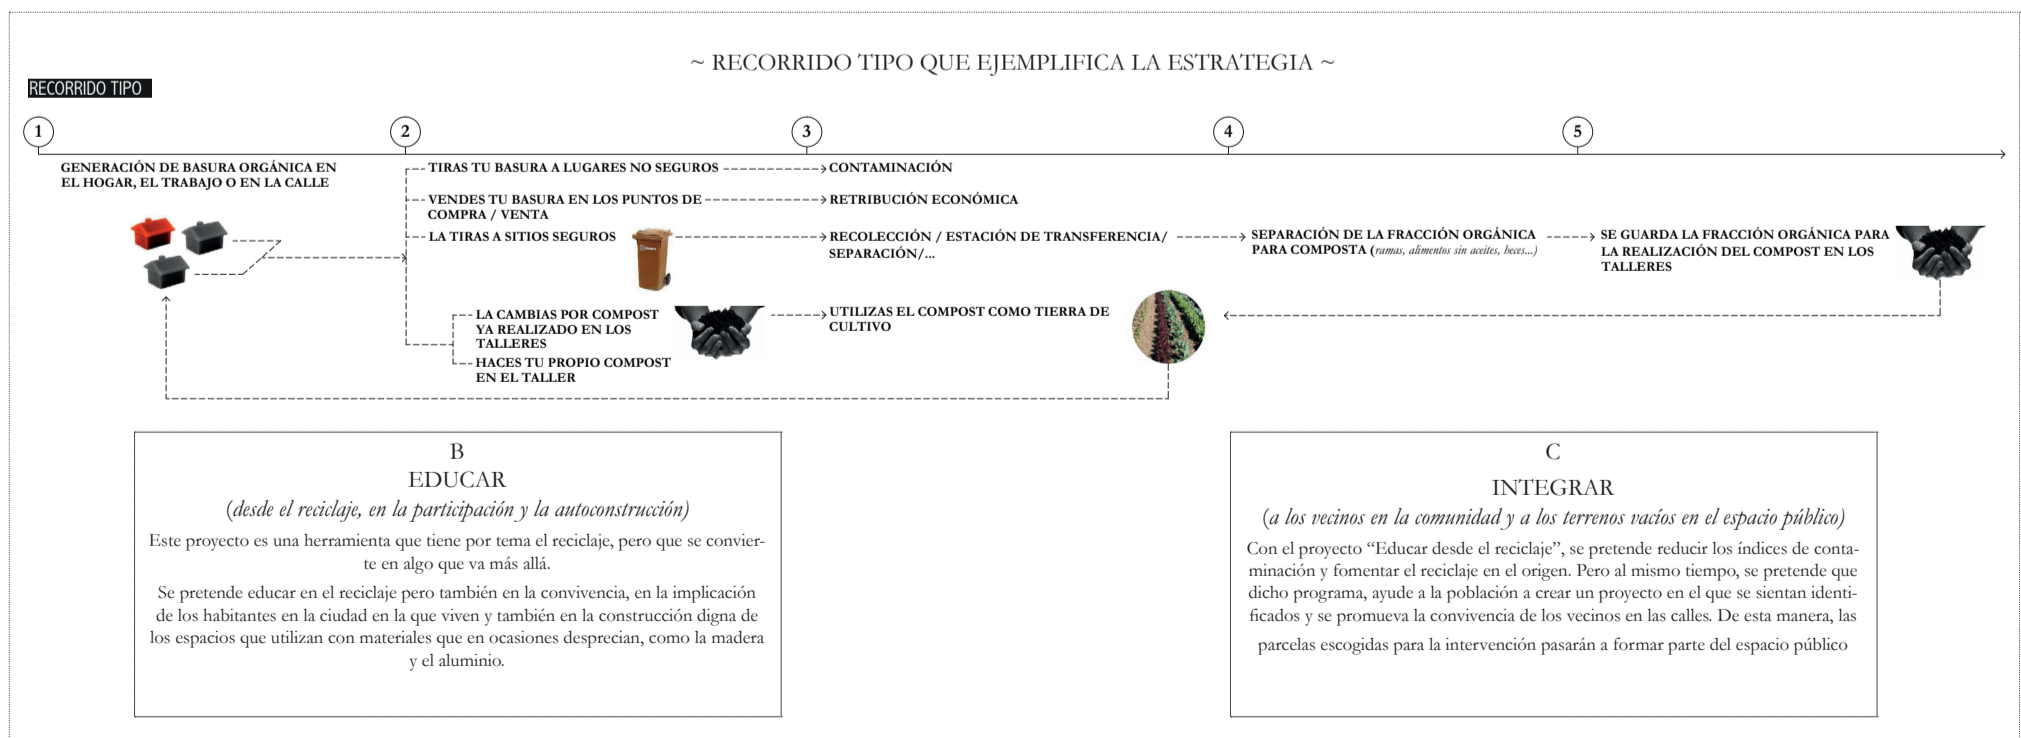 ~ RECORRIDO TIPO QUE EJEMPLIFICA LA ESTRATEGIA ~
RECORRIDO TIPO
1
2
3
4
5
GENERACIÓN DE BASURA ORGÁNICA EN
EL HOGAR, EL TRABAJO O EN LA CALLE
TIRAS TU BASURA A LUGARES NO SEGUROS
CONTAMINACIÓN
VENDES TU BASURA EN LOS PUNTOS DE
COMPRA / VENTA
RETRIBUCIÓN ECONÓMICA
LA TIRAS A SITIOS SEGUROS
RECOLECCIÓN / ESTACIÓN DE TRANSFERENCIA/
SEPARACIÓN/...
SEPARACIÓN DE LA FRACCIÓN ORGÁNICA
PARA COMPOSTA (ramas, alimentos sin aceites, heces...)
SE GUARDA LA FRACCIÓN ORGÁNICA PARA
LA REALIZACIÓN DEL COMPOST EN LOS
TALLERES
LA CAMBIAS POR COMPOST
YA REALIZADO EN LOS
TALLERES
UTILIZAS EL COMPOST COMO TIERRA DE
CULTIVO
HACES TU PROPIO COMPOST
EN EL TALLER
B
EDUCAR
(desde el reciclaje, en la participación y la autoconstrucción)
Este proyecto es una herramienta que tiene por tema el reciclaje, pero que se convier-
te en algo que va más allá.
Se pretende educar en el reciclaje pero también en la convivencia, en la implicación
de los habitantes en la ciudad en la que viven y también en la construcción digna de
los espacios que utilizan con materiales que en ocasiones desprecian, como la madera
y el aluminio.
C
INTEGRAR
(a los vecinos en la comunidad y a los terrenos vacíos en el espacio público)
Con el proyecto “Educar desde el reciclaje”, se pretende reducir los índices de conta-
minación y fomentar el reciclaje en el origen. Pero al mismo tiempo, se pretende que
dicho programa, ayude a la población a crear un proyecto en el que se sientan identi-
ficados y se promueva la convivencia de los vecinos en las calles. De esta manera, las
parcelas escogidas para la intervención pasarán a formar parte del espacio público